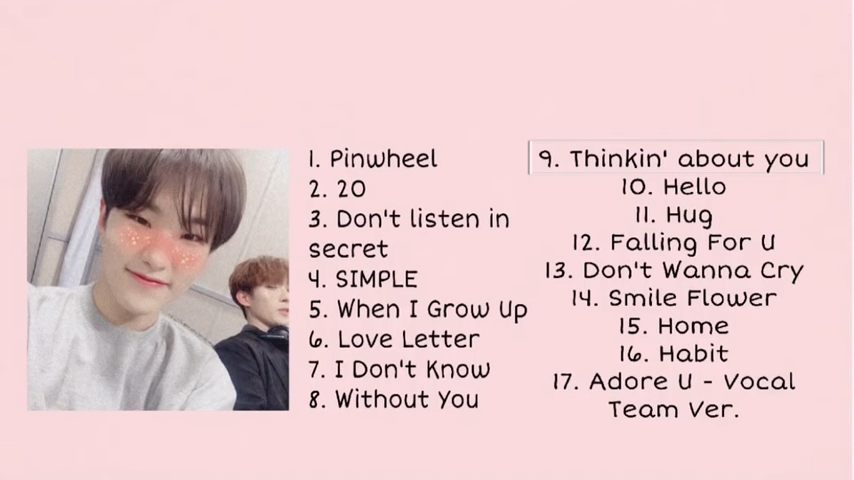 1. Pinwheel
2. 20
3. Don't listen in
secret
4. SIMPLE
5. When I Grow Up
6. Love Letter
7. I Don't Know
8. Without You
9. Thinkin' about you
10. Hello
11. Hug
12. Falling For U
13. Don't Wanna Cry
14. Smile Flower
15. Home
16. Habit
17. Adore U - Vocal
Team Ver.